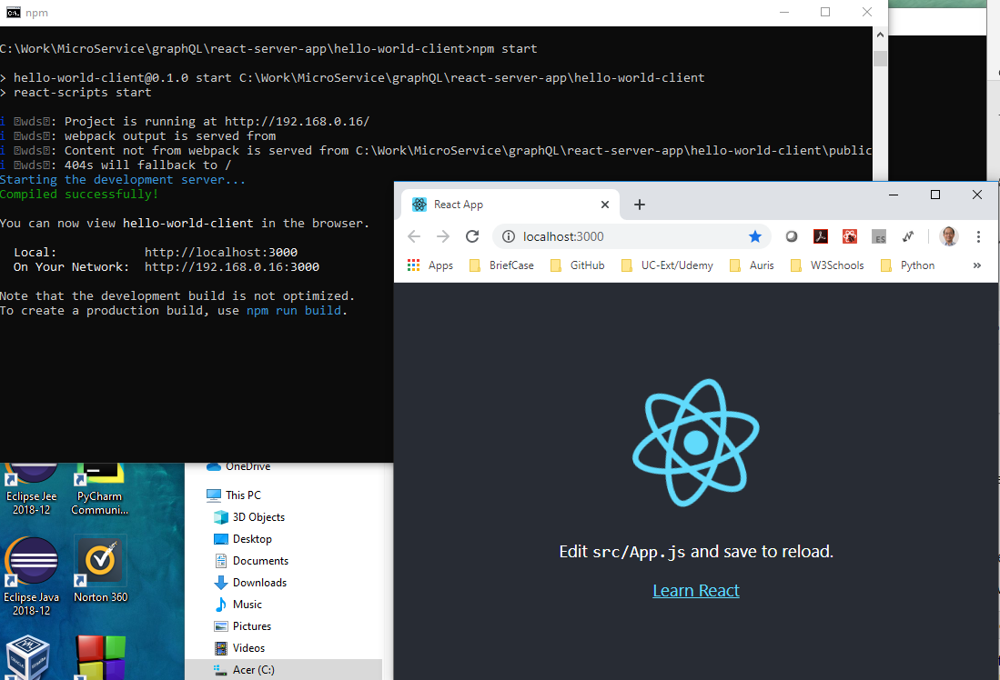 npm
C:\Work\MicroService\graphQL\react-server-app\hello-world-client>npm start
> hello-world-client@0.1.0 start C:\Work\MicroService\graphQL\react-server-app\hello-world-client
> react-scripts start
i ｢wds｣: Project is running at http://192.168.0.16/
i ｢wds｣: webpack output is served from
i ｢wds｣: Content not from webpack is served from C:\Work\MicroService\graphQL\react-server-app\hello-world-client\public
i ｢wds｣: 404s will fallback to /
Starting the development server...
Compiled successfully!
You can now view hello-world-client in the browser.
Local: http://localhost:3000
On Your Network: http://192.168.0.16:3000
Note that the development build is not optimized.
To create a production build, use npm run build.
React App
localhost:3000
ES
Apps BriefCase GitHub UC-Ext/Udemy Auris W3Schools Python »
Edit src/App.js and save to reload.
Learn React
Eclipse Jee
2018-12
PyCharm
Communi...
Eclipse Java
2018-12
Norton 360
OneDrive
This PC
3D Objects
Desktop
Documents
Downloads
Music
Pictures
Videos
Acer (C:)